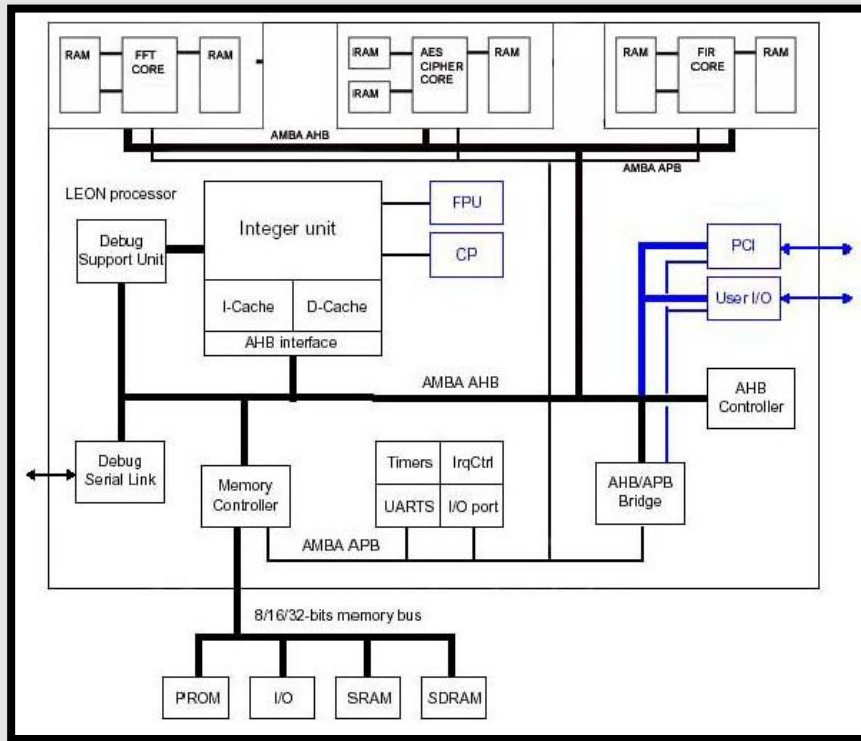 RAM
FFT
CORE
RAM
IRAM
IRAM
AES
CIPHER
CORE
RAM
RAM
FIR
CORE
RAM
AMBA AHB
AMBA APB
LEON processor
Debug
Support Unit
Integer unit
FPU
CP
PCI
User I/O
I-Cache
D-Cache
AHB interface
AMBA AHB
AHB
Controller
Debug
Serial Link
Memory
Controller
Timers
IrqCtrl
UARTS
I/O port
AHB/APB
Bridge
AMBA APB
8/16/32-bits memory bus
PROM
I/O
SRAM
SDRAM